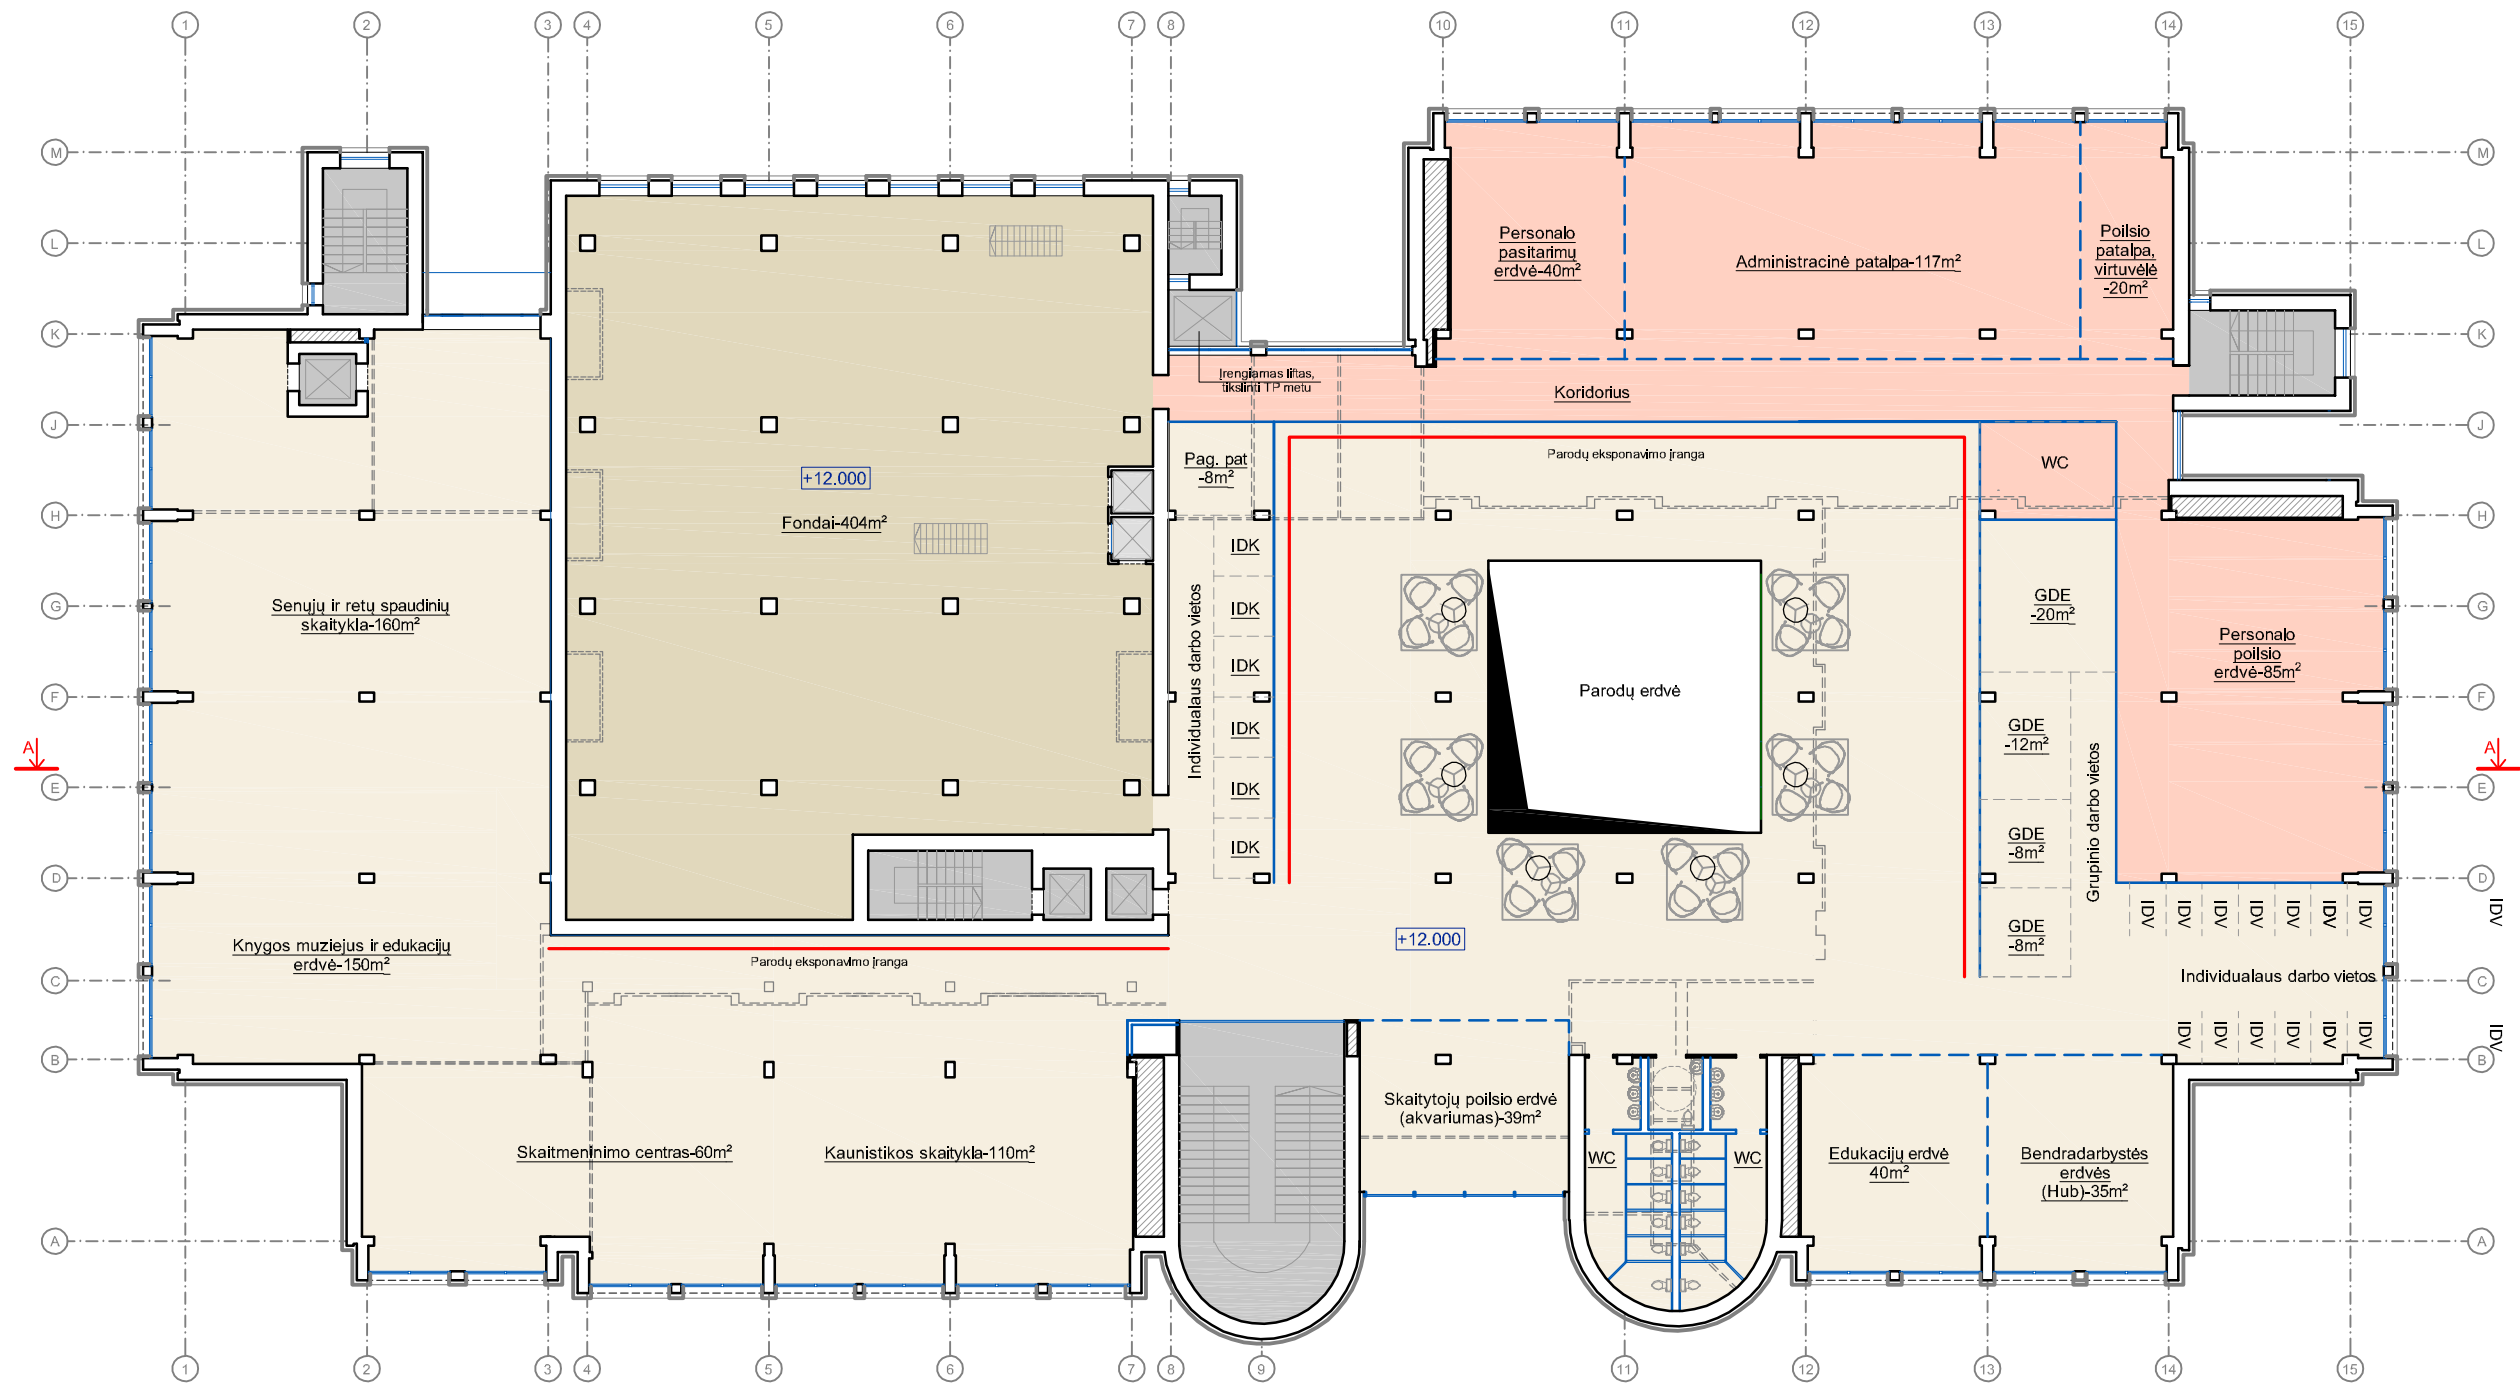 1 2 3 4 5 6 7 8 10 11 12 13 14 15
M M
L L
K K
J J
H H
G G
F F
E E
D D
C C
B B
A A
A A
Personalo
pasitarimų
erdvė-40m²
Administracinė patalpa-117m²
Poilsio
patalpa,
virtuvėlė
-20m²
Įrengiamas liftas,
tikslinti TP metu
Koridorius
Pag. pat
-8m²
Parodų eksponavimo įranga
WC
+12.000
Fondai-404m²
Senųjų ir retų spaudinių
skaitykla-160m²
Individualaus darbo vietos
IDK
IDK
IDK
IDK
IDK
IDK
Parodų erdvė
GDE
-20m²
GDE
-12m²
GDE
-8m²
GDE
-8m²
Grupinio darbo vietos
Personalo
poilsio
erdvė-85m²
IDV IDV IDV IDV IDV IDV IDV
IDV
Individualaus darbo vietos
IDV IDV IDV IDV IDV
IDV
Knygos muziejus ir edukacijų
erdvė-150m²
Parodų eksponavimo įranga
+12.000
Skaitmeninimo centras-60m²
Kaunistikos skaitykla-110m²
Skaitytojų poilsio erdvė
(akvariumas)-39m²
WC
WC
Edukacijų erdvė
40m²
Bendradarbystės
erdvės
(Hub)-35m²
1 2 3 4 5 6 7 8 9 11 12 13 14 15